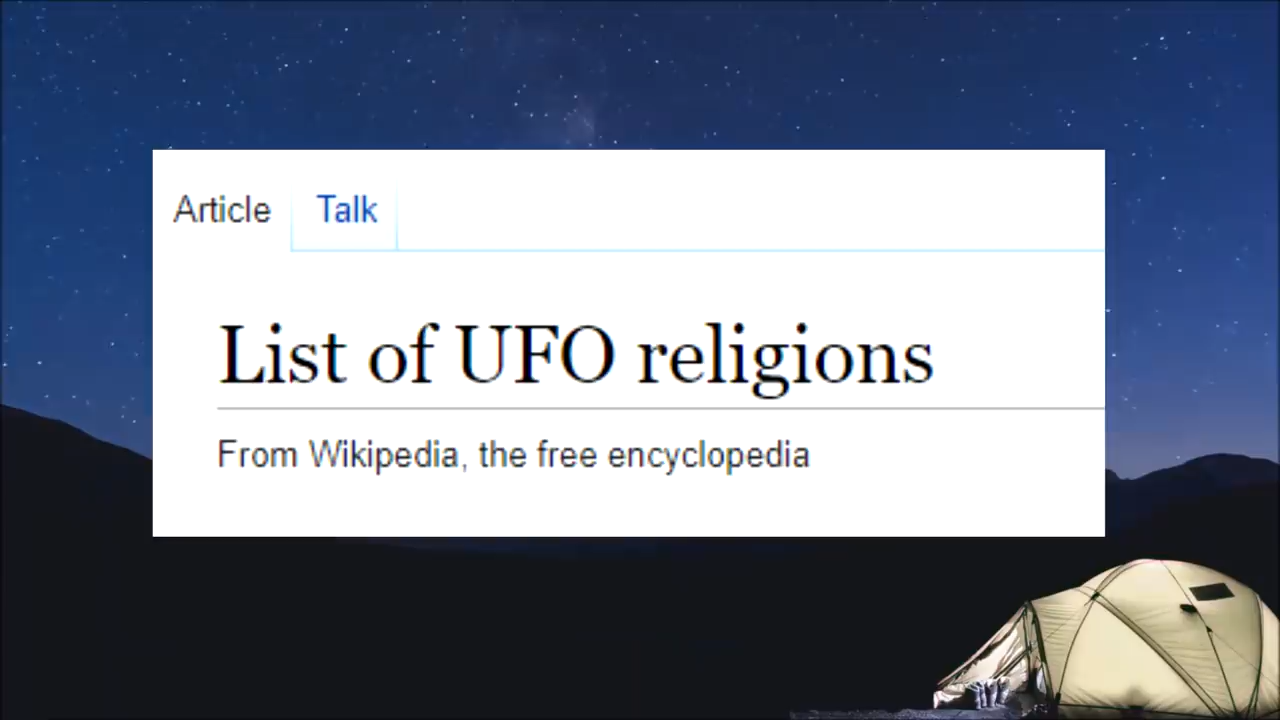 Article Talk
List of UFO religions
From Wikipedia, the free encyclopedia